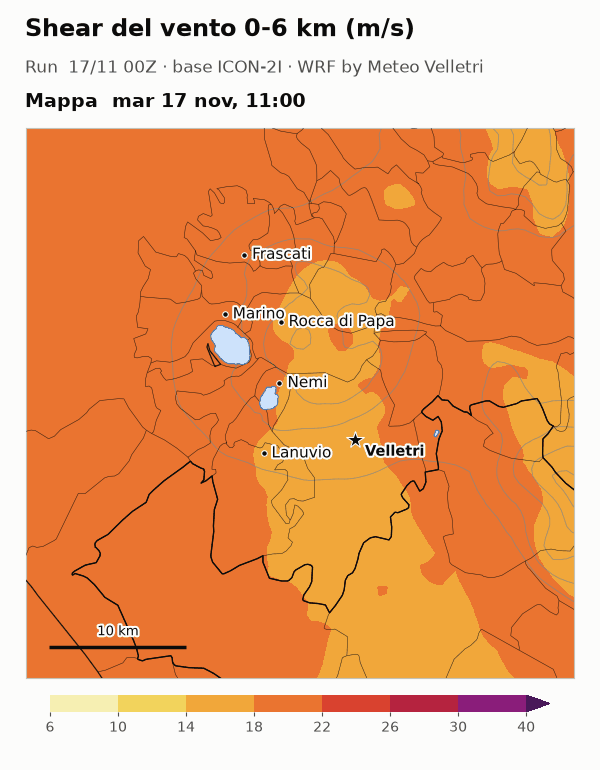 Shear del vento 0-6 km (m/s)
Run  17/11 00Z · base ICON-2I · WRF by Meteo Velletri
Mappa  mar 17 nov, 11:00
Frascati
Marino
Rocca di Papa
Nemi
Velletri
Lanuvio
10 km
6 10 14 18 22 26 30 40